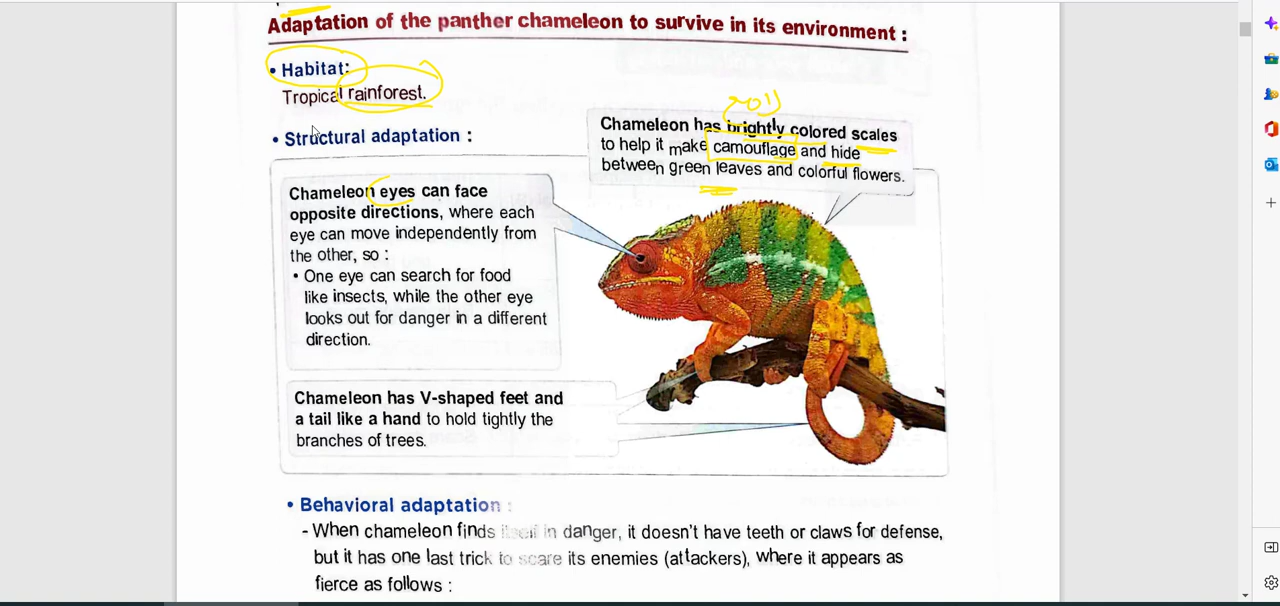 Adaptation of the panther chameleon to survive in its environment :
• Habitat:
Tropical rainforest.
• Structural adaptation :
Chameleon has brightly colored scales
to help it make camouflage and hide
between green leaves and colorful flowers.
Chameleon eyes can face
opposite directions, where each
eye can move independently from
the other, so :
• One eye can search for food
like insects, while the other eye
looks out for danger in a different
direction.
Chameleon has V-shaped feet and
a tail like a hand to hold tightly the
branches of trees.
• Behavioral adaptation :
- When chameleon finds itself in danger, it doesn't have teeth or claws for defense,
but it has one last trick to scare its enemies (attackers), where it appears as
fierce as follows :